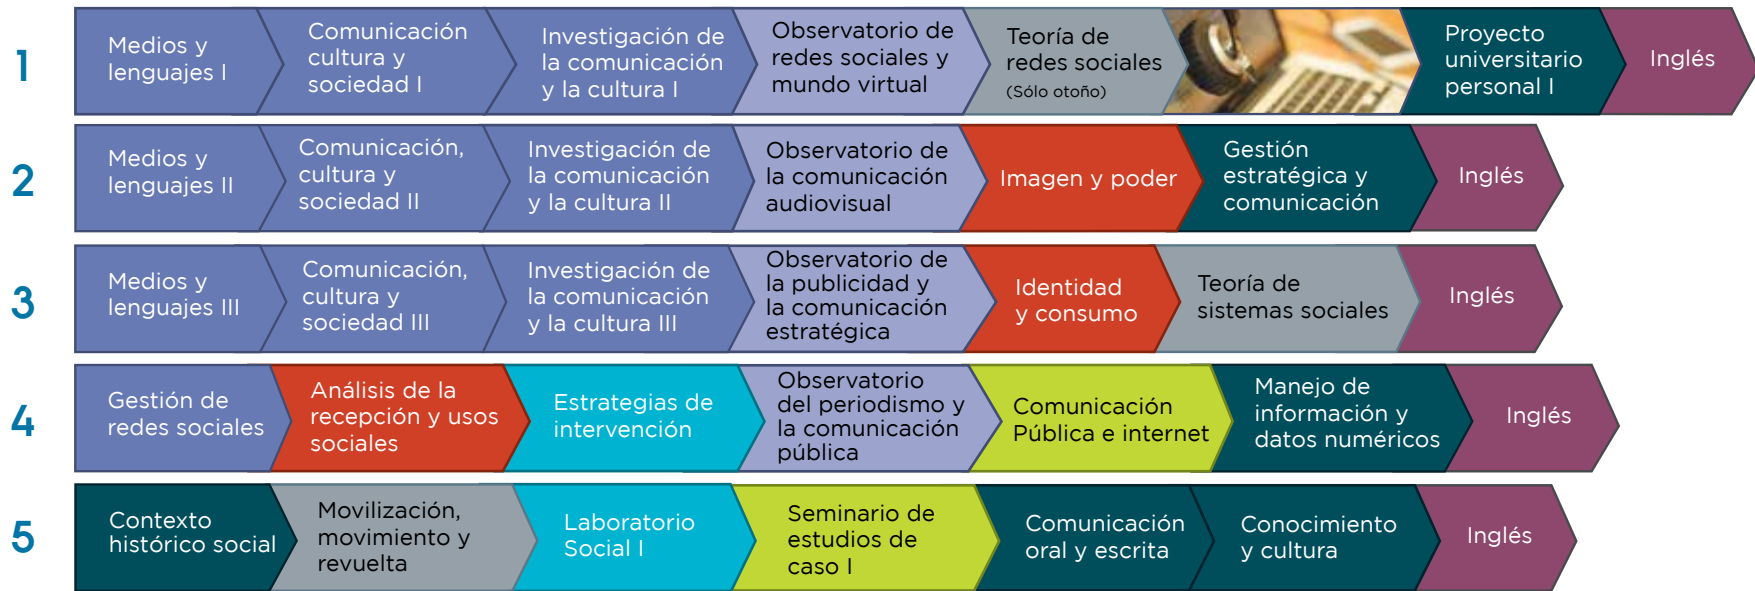 1
Medios y
lenguajes I
Comunicación
cultura y
sociedad I
Investigación de
la comunicación
y la cultura I
Observatorio de
redes sociales y
mundo virtual
Teoría de
redes sociales
(Sólo otoño)
Proyecto
universitario
personal I
Inglés
2
Medios y
lenguajes II
Comunicación,
cultura y
sociedad II
Investigación de
la comunicación
y la cultura II
Observatorio de
la comunicación
audiovisual
Imagen y poder
Gestión
estratégica y
comunicación
Inglés
3
Medios y
lenguajes III
Comunicación,
cultura y
sociedad III
Investigación de
la comunicación
y la cultura III
Observatorio de
la publicidad y
la comunicación
estratégica
Identidad
y consumo
Teoría de
sistemas sociales
Inglés
4
Gestión de
redes sociales
Análisis de la
recepción y usos
sociales
Estrategias de
intervención
Observatorio
del periodismo y
la comunicación
pública
Comunicación
Pública e internet
Manejo de
información y
datos numéricos
Inglés
5
Contexto
histórico social
Movilización,
movimiento y
revuelta
Laboratorio
Social I
Seminario de
estudios de
caso I
Comunicación
oral y escrita
Conocimiento
y cultura
Inglés